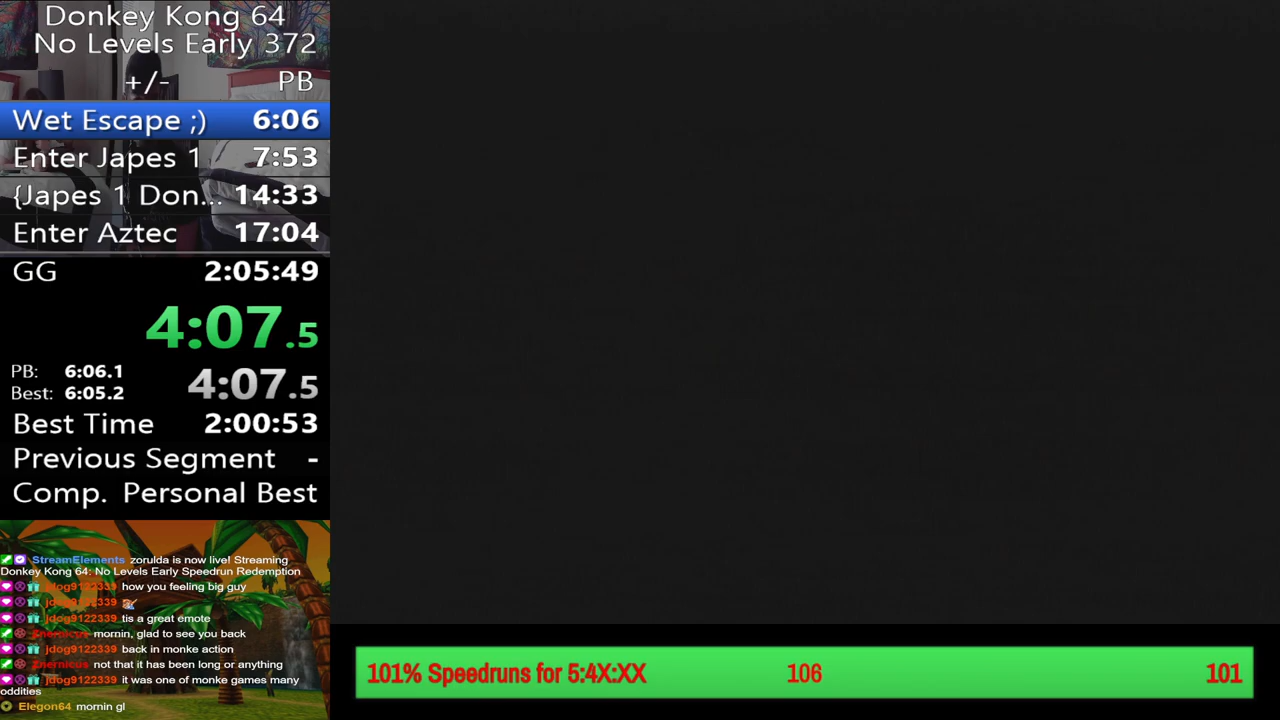 Donkey Kong 64
No Levels Early 372
+/- PB
Wet Escape ;) 6:06
Enter Japes 1 7:53
{Japes 1 Don... 14:33
Enter Aztec 17:04
GG 2:05:49
4:07.5
PB: 6:06.1
Best: 6:05.2
4:07.5
Best Time 2:00:53
Previous Segment -
Comp. Personal Best
StreamElements zorulda is now live! Streaming
Donkey Kong 64: No Levels Early Speedrun Redemption
jdog9122339 how you feeling big guy
jdog9122339
jdog9122339 tis a great emote
Znernicus mornin, glad to see you back
jdog9122339 back in monke action
Znernicus not that it has been long or anything
jdog9122339 it was one of monke games many
oddities
Elegon64 mornin gl
101% Speedruns for 5:4X:XX 106 101